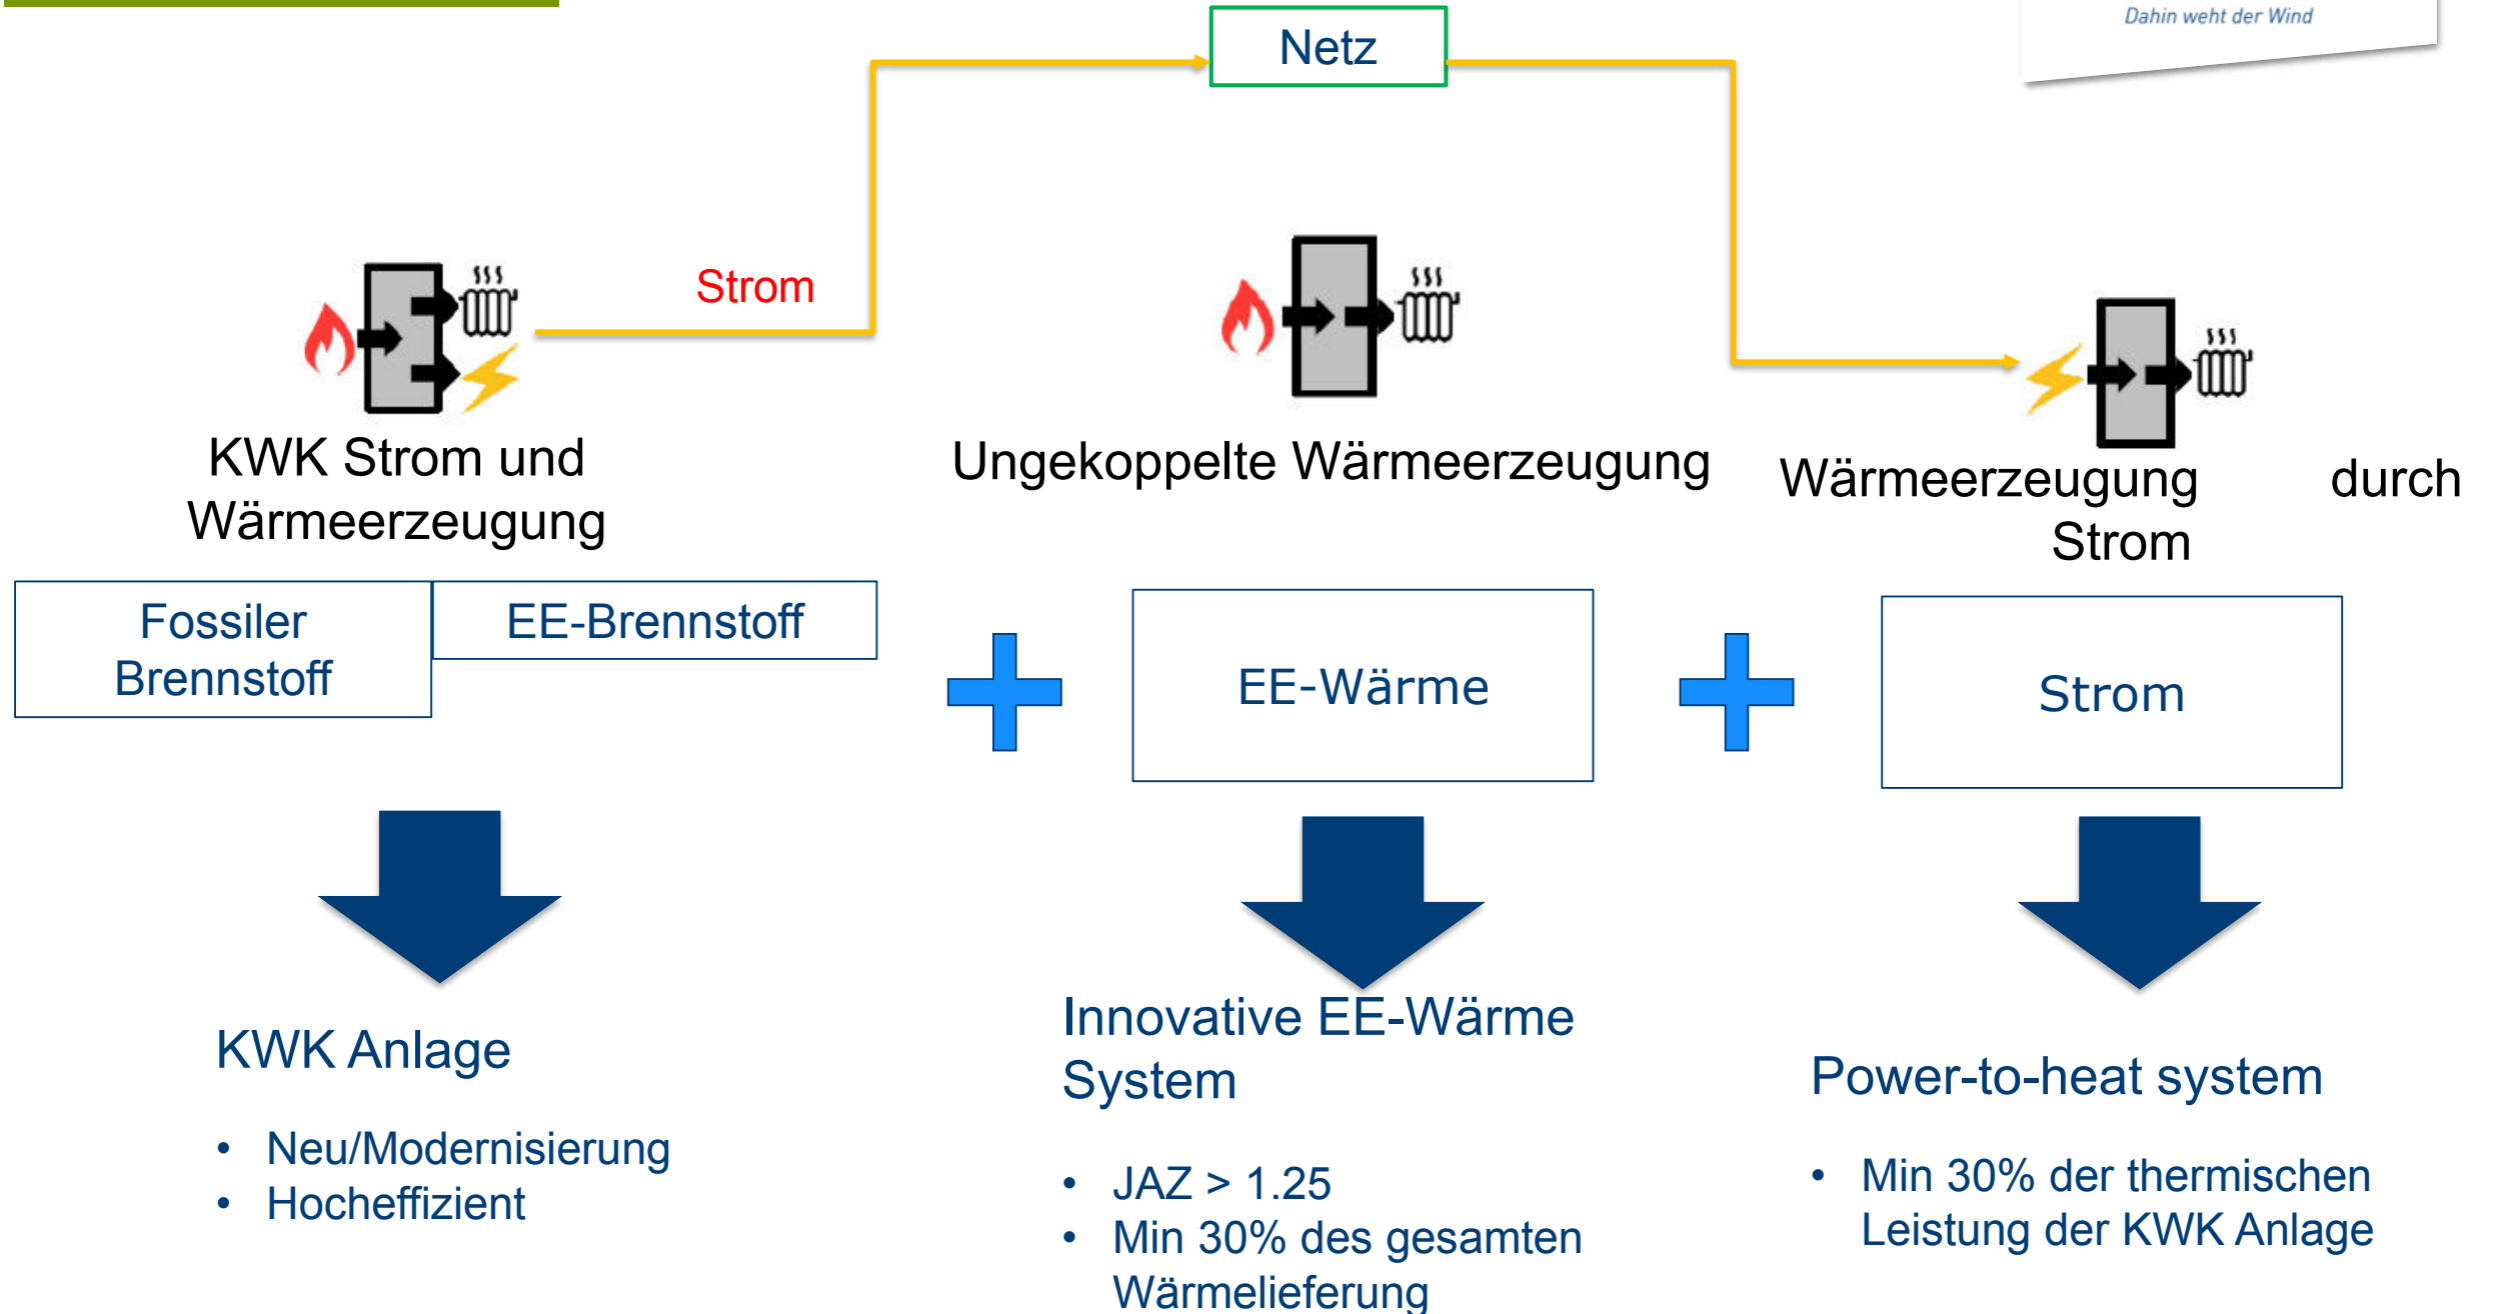 Dahin weht der Wind
Netz
Strom
KWK Strom und
Wärmeerzeugung
Ungekoppelte Wärmeerzeugung
Wärmeerzeugung durch
Strom
Fossiler
Brennstoff
EE-Brennstoff
EE-Wärme
Strom
KWK Anlage
• Neu/Modernisierung
• Hocheffizient
Innovative EE-Wärme
System
• JAZ > 1.25
• Min 30% des gesamten
Wärmelieferung
Power-to-heat system
• Min 30% der thermischen
Leistung der KWK Anlage